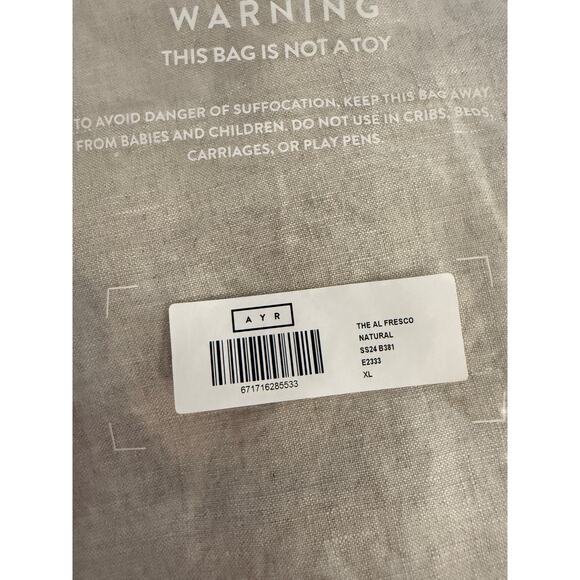 WARNING
THIS BAG IS NOT A TOY
TO AVOID DANGER OF SUFFOCATION, KEEP THIS BAG AWAY
FROM BABIES AND CHILDREN. DO NOT USE IN CRIBS, BEDS,
CARRIAGES, OR PLAY PENS.
AYR
671716285533
THE AL FRESCO
NATURAL
SS24 B381
E2333
XL